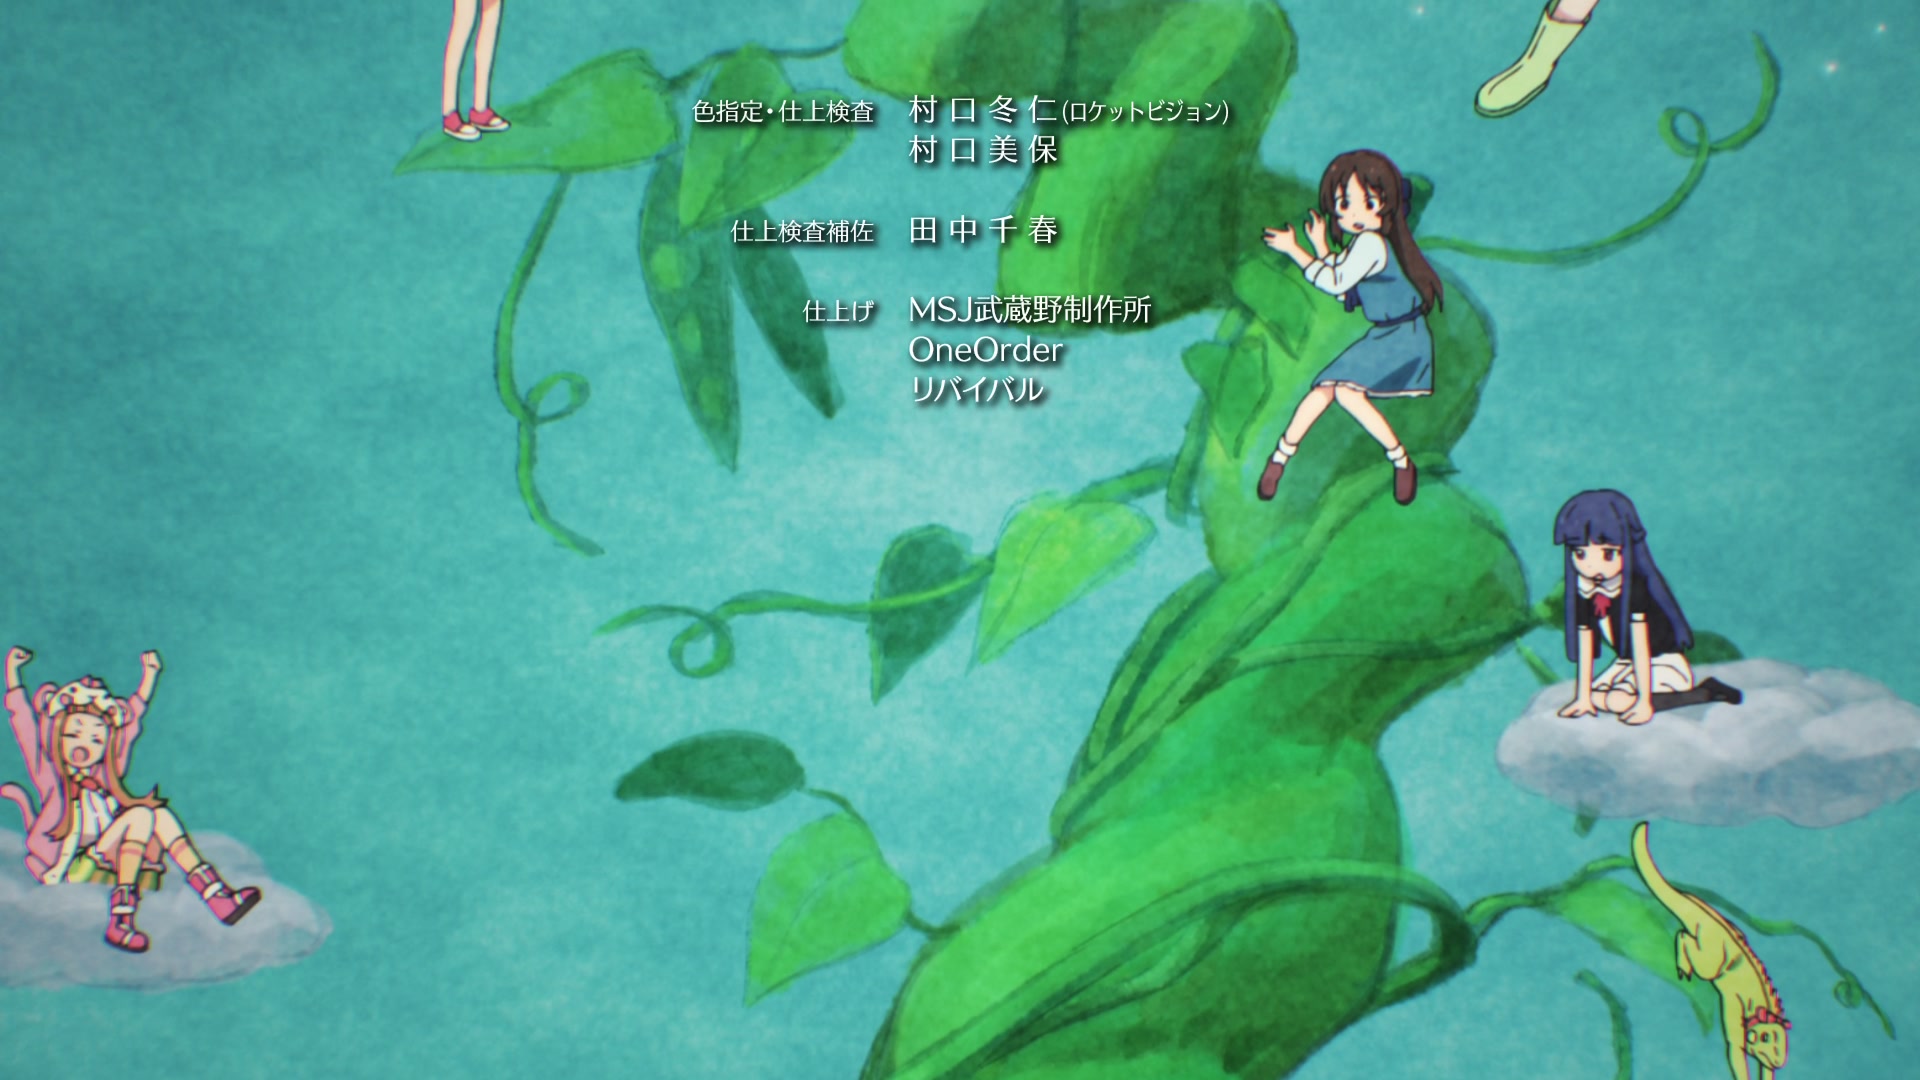 色指定・仕上検査 村口冬仁(ロケットビジョン)
村口美保
仕上検査補佐 田中千春
仕上げ MSJ武蔵野制作所
OneOrder
リバイバル